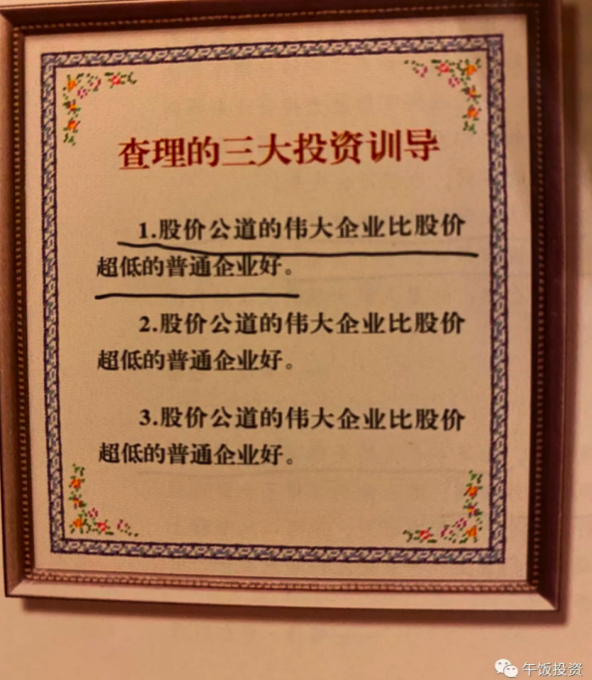 查理的三大投资训导
1.股价公道的伟大企业比股价
超低的普通企业好。
2.股价公道的伟大企业比股价
超低的普通企业好。
3.股价公道的伟大企业比股价
超低的普通企业好。
午饭投资